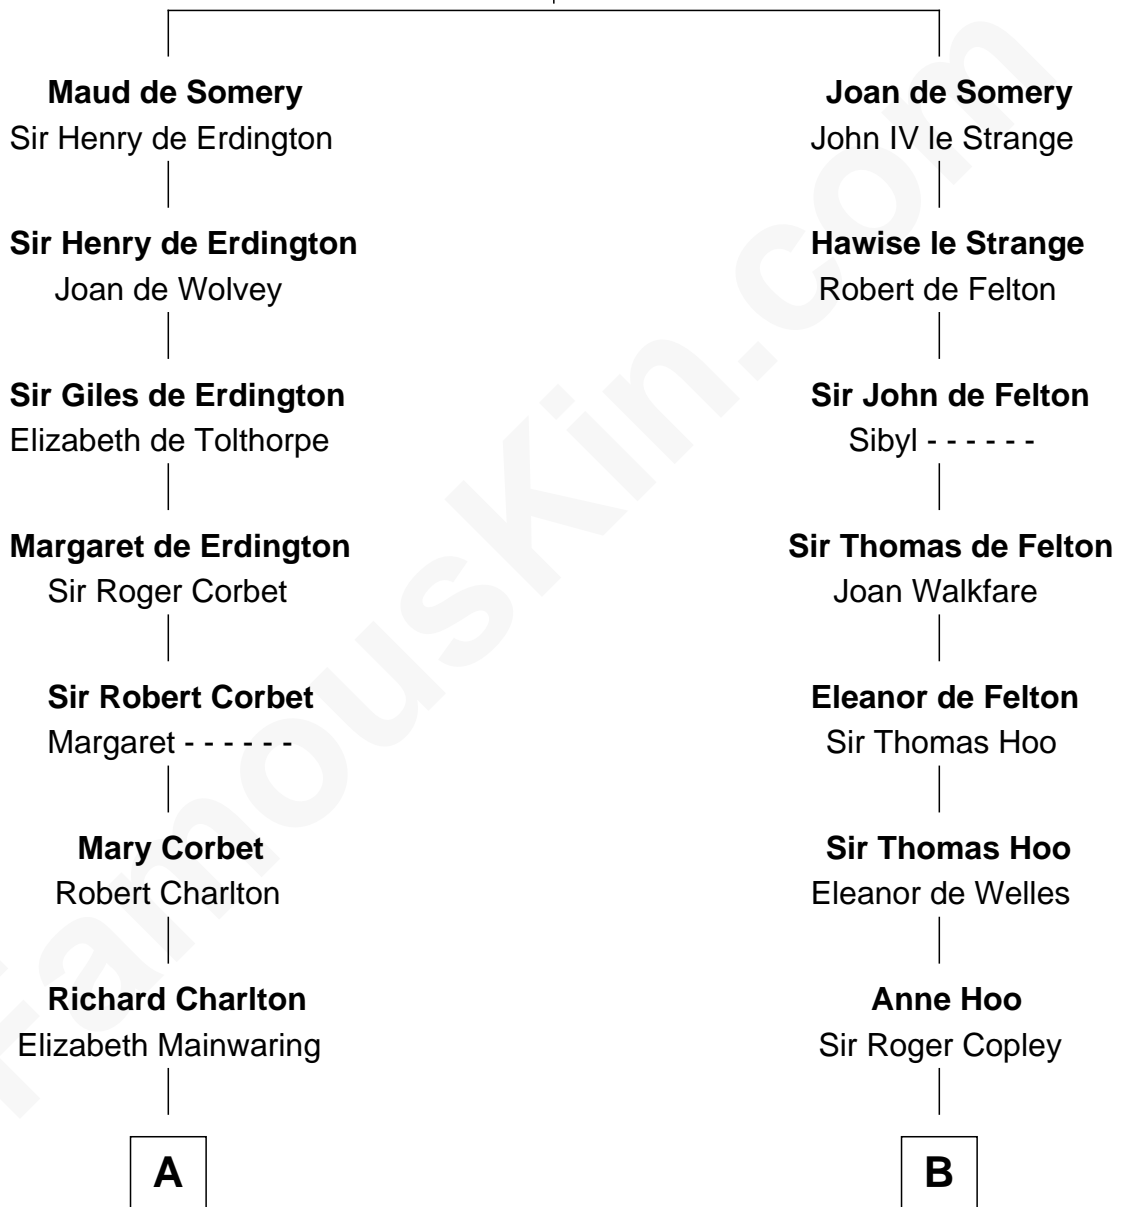 Maud de Somery
Sir Henry de Erdington
Sir Henry de Erdington
Joan de Wolvey
Sir Giles de Erdington
Elizabeth de Tolthorpe
Margaret de Erdington
Sir Roger Corbet
Sir Robert Corbet
Margaret - - - - - -
Mary Corbet
Robert Charlton
Richard Charlton
Elizabeth Mainwaring
A
Joan de Somery
John IV le Strange
Hawise le Strange
Robert de Felton
Sir John de Felton
Sibyl - - - - - -
Sir Thomas de Felton
Joan Walkfare
Eleanor de Felton
Sir Thomas Hoo
Sir Thomas Hoo
Eleanor de Welles
Anne Hoo
Sir Roger Copley
B
FamousKin.com